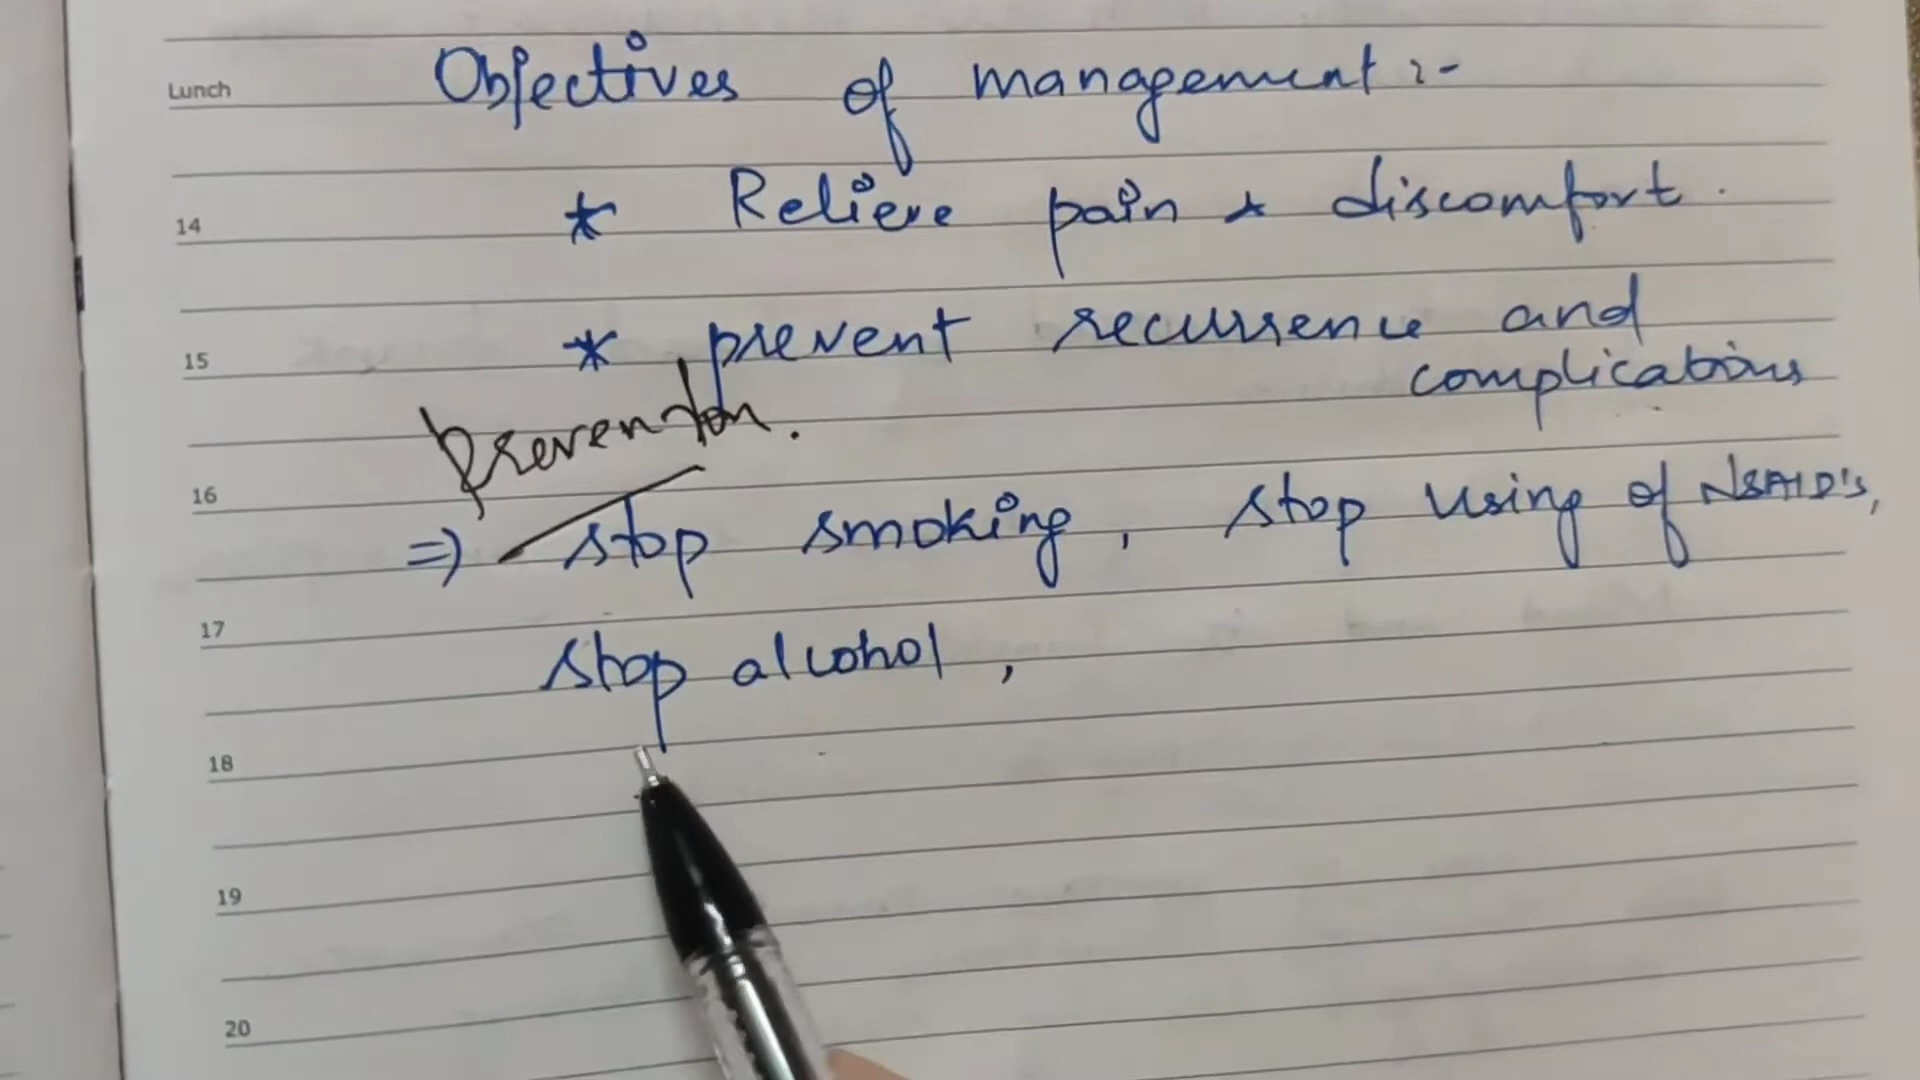 Lunch
Objectives of management :-
14
* Relieve pain & discomfort.
15
* prevent recurrence and
complications
prevention.
16
=) stop smoking, stop using of NSAID's,
17
stop alcohol,
18
19
20